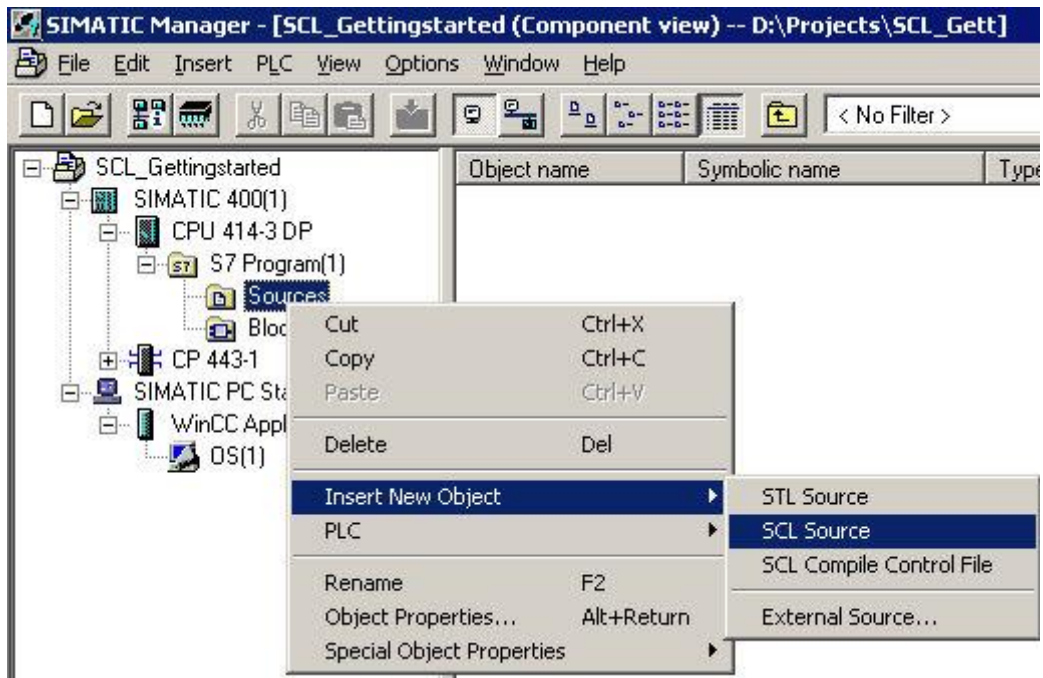 SIMATIC Manager - [SCL_Gettingstarted (Component view) -- D:\Projects\SCL_Gett]
File Edit Insert PLC View Options Window Help
< No Filter >
SCL_Gettingstarted
SIMATIC 400(1)
CPU 414-3 DP
S7 Program(1)
Sources
Bloc
CP 443-1
SIMATIC PC Sta
WinCC Appl
OS(1)
Object name Symbolic name Type
Cut Ctrl+X
Copy Ctrl+C
Paste Ctrl+V
Delete Del
Insert New Object
PLC
Rename F2
Object Properties... Alt+Return
Special Object Properties
STL Source
SCL Source
SCL Compile Control File
External Source...